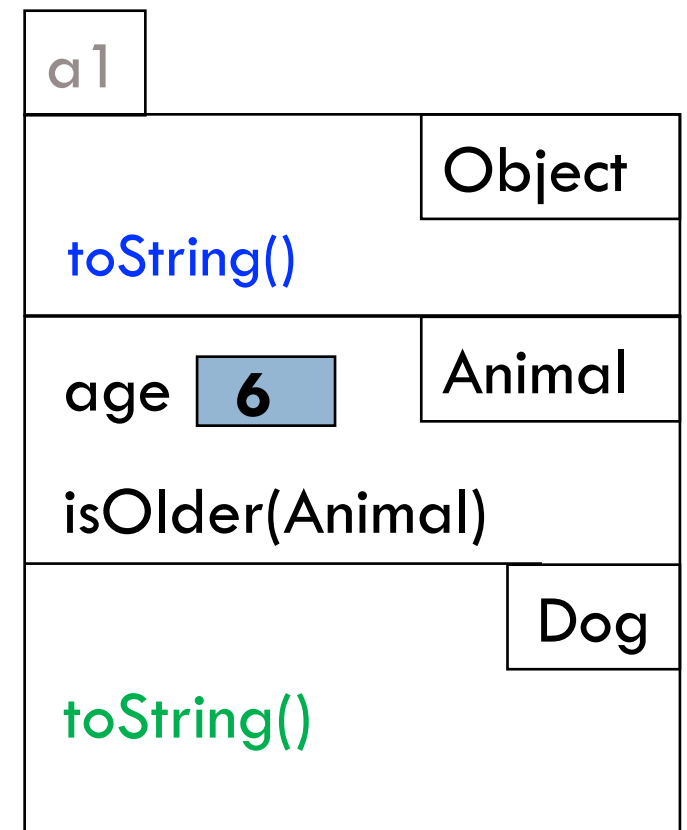 a1
Object
toString()
age 6 Animal
isOlder(Animal)
Dog
toString()